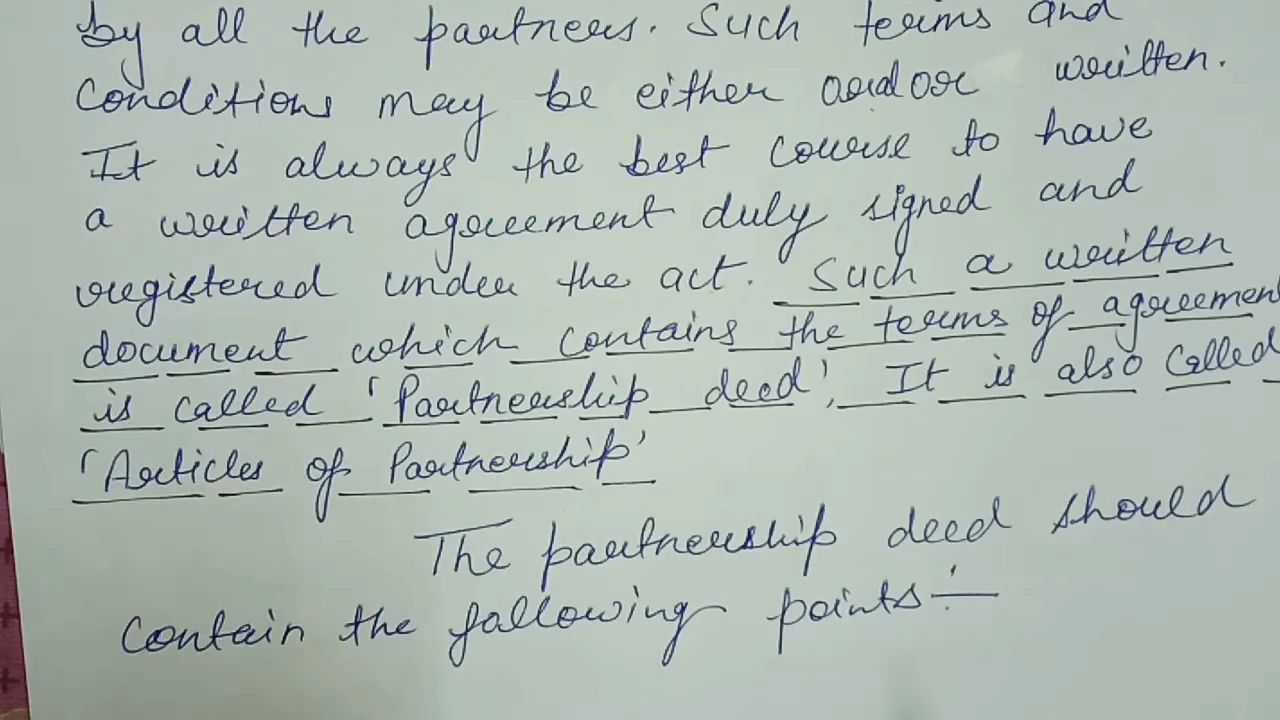 by all the partners. Such terms and
Conditions may be either and or written.
It is always the best course to have
a written agreement duly signed and
registered under the act. Such a written
document which contains the terms of agreemen
is called 'Partnership deed', It is also Called
'Articles of Partnership'
The partnership deed should
Contain the following points:-